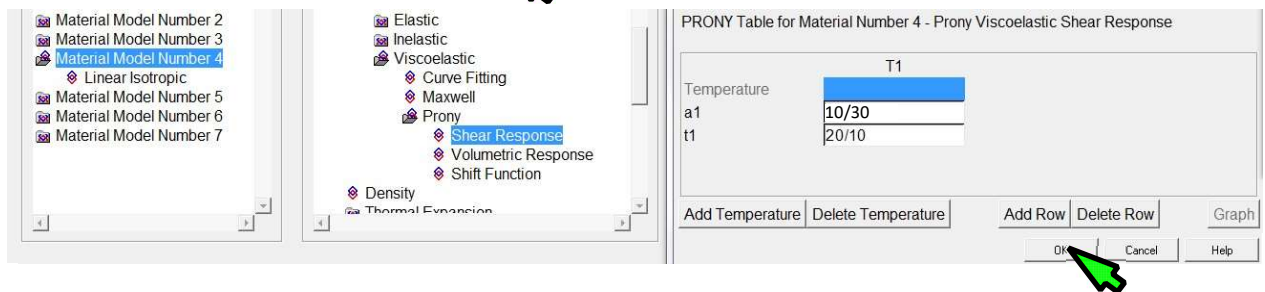 Material Model Number 2
Material Model Number 3
Material Model Number 4
Linear Isotropic
Material Model Number 5
Material Model Number 6
Material Model Number 7
Elastic
Inelastic
Viscoelastic
Curve Fitting
Maxwell
Prony
Shear Response
Volumetric Response
Shift Function
Density
Thermal Expansion
PRONY Table for Material Number 4 - Prony Viscoelastic Shear Response
T1
Temperature
a1 10/30
t1 20/10
Add Temperature Delete Temperature Add Row Delete Row Graph
OK Cancel Help